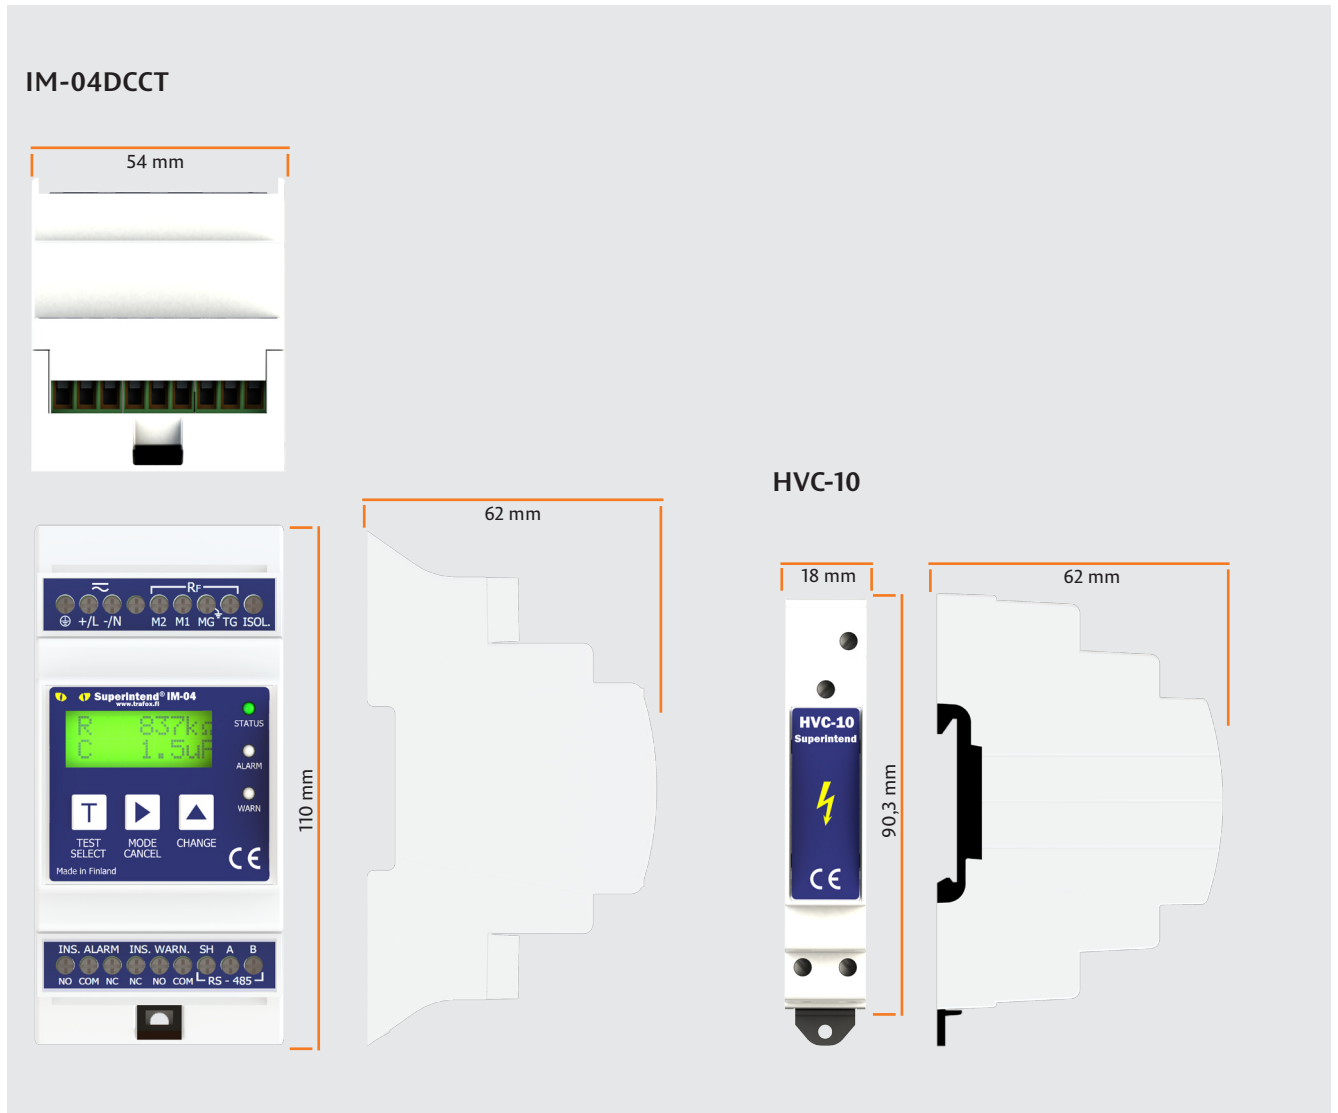 IM-04DCCT
54 mm
62 mm
RF
+/L -/N M2 M1 MG TG ISOL.
Superintend® IM-04
www.trafox.fi
R 837kΩ
C 1.5uF
STATUS
ALARM
WARN
T
TEST SELECT
MODE CANCEL
CHANGE
CE
Made in Finland
110 mm
INS. ALARM INS. WARN. SH A B
NO COM NC NC NO COM RS - 485
HVC-10
18 mm
62 mm
HVC-10
Superintend
CE
90,3 mm